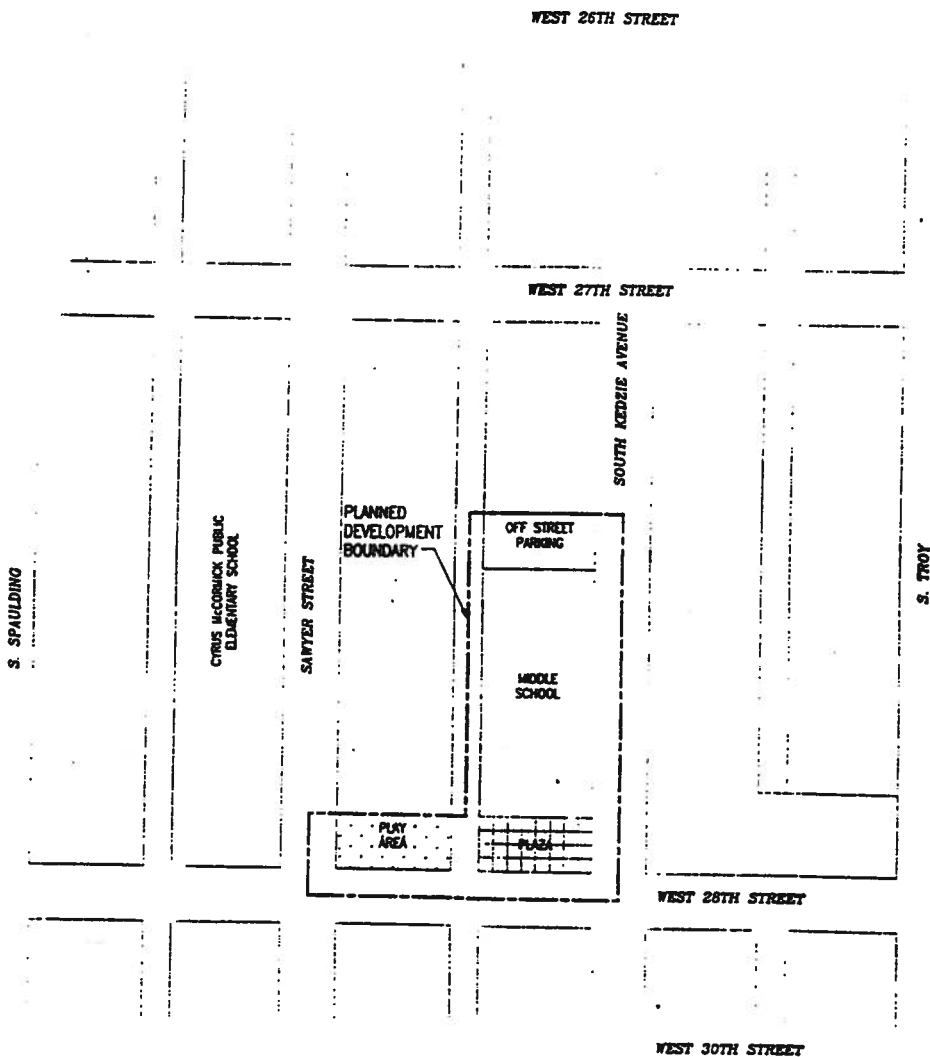 WEST 26TH STREET
WEST 27TH STREET
SOUTH KEDZIE AVENUE
PLANNED
DEVELOPMENT
BOUNDARY
OFF STREET
PARKING
S. SPAULDING
CYRUS McCORMICK PUBLIC
ELEMENTARY SCHOOL
SAWYER STREET
MIDDLE
SCHOOL
S. TROY
PLAY
AREA
PLAZA
WEST 28TH STREET
WEST 30TH STREET